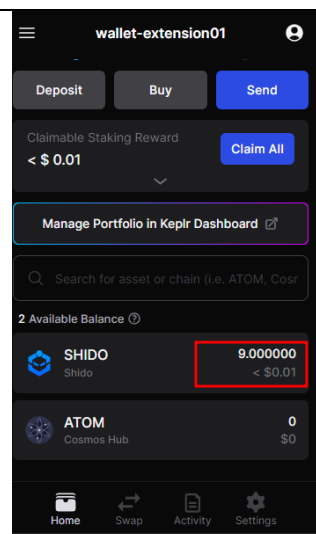 wallet-extension01
Deposit
Buy
Send
Claimable Staking Reward
< $ 0.01
Claim All
Manage Portfolio in Keplr Dashboard
Search for asset or chain (i.e. ATOM, Cosr
2 Available Balance
SHIDO 9.000000
Shido < $0.01
ATOM 0
Cosmos Hub $0
Home Swap Activity Settings